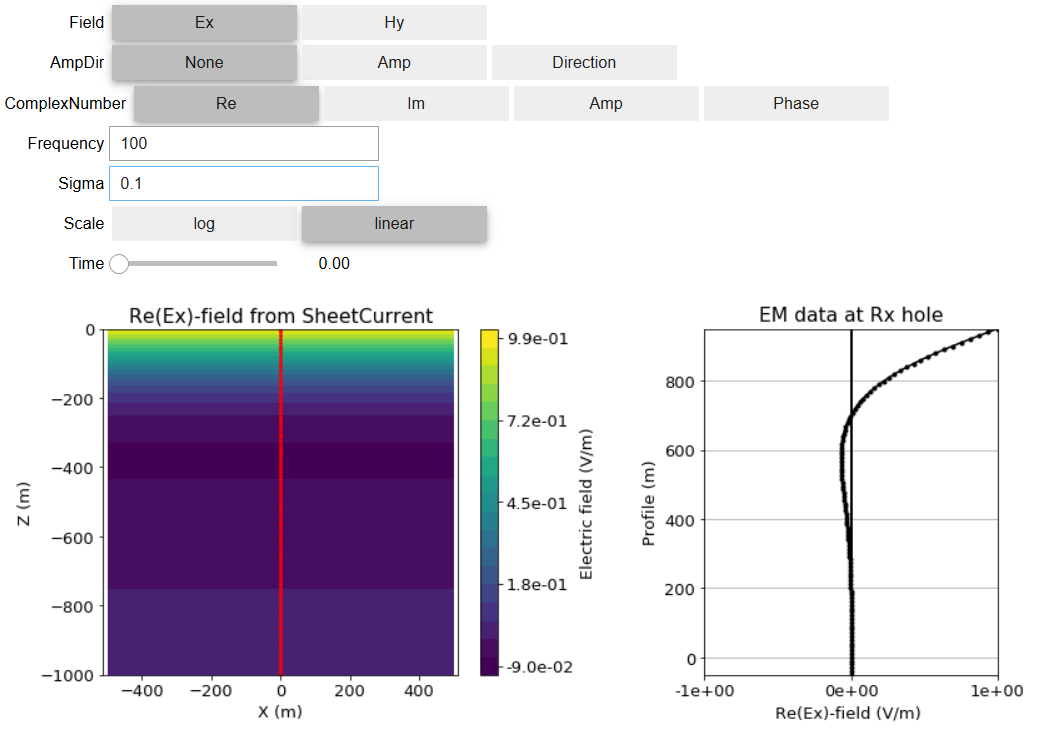 Field Ex Hy
AmpDir None Amp Direction
ComplexNumber Re Im Amp Phase
Frequency 100
Sigma 0.1
Scale log linear
Time 0.00
Re(Ex)-field from SheetCurrent
0
−200
−400
−600
−800
−1000
Z (m)
−400 −200 0 200 400
X (m)
9.9e-01
7.2e-01
4.5e-01
1.8e-01
-9.0e-02
Electric field (V/m)
EM data at Rx hole
800
600
400
200
0
Profile (m)
-1e+00 0e+00 1e+00
Re(Ex)-field (V/m)